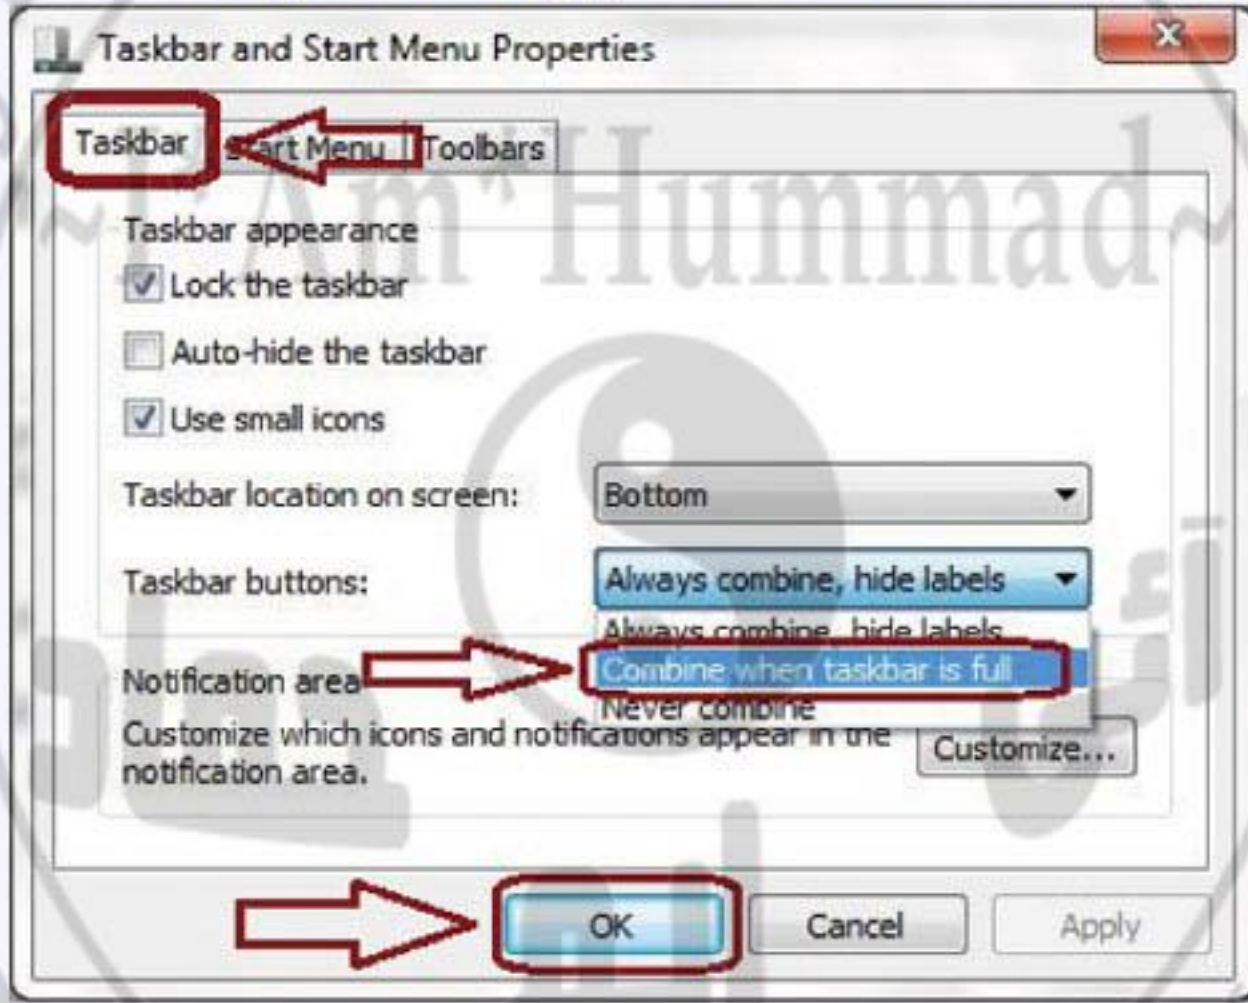 Taskbar and Start Menu Properties
Taskbar Start Menu Toolbars
~I'Am*Hummad~
Taskbar appearance
Lock the taskbar
Auto-hide the taskbar
Use small icons
Taskbar location on screen: Bottom
Taskbar buttons: Always combine, hide labels
Always combine, hide labels
Combine when taskbar is full
Never combine
Notification area
Customize which icons and notifications appear in the
notification area.
Customize...
OK Cancel Apply